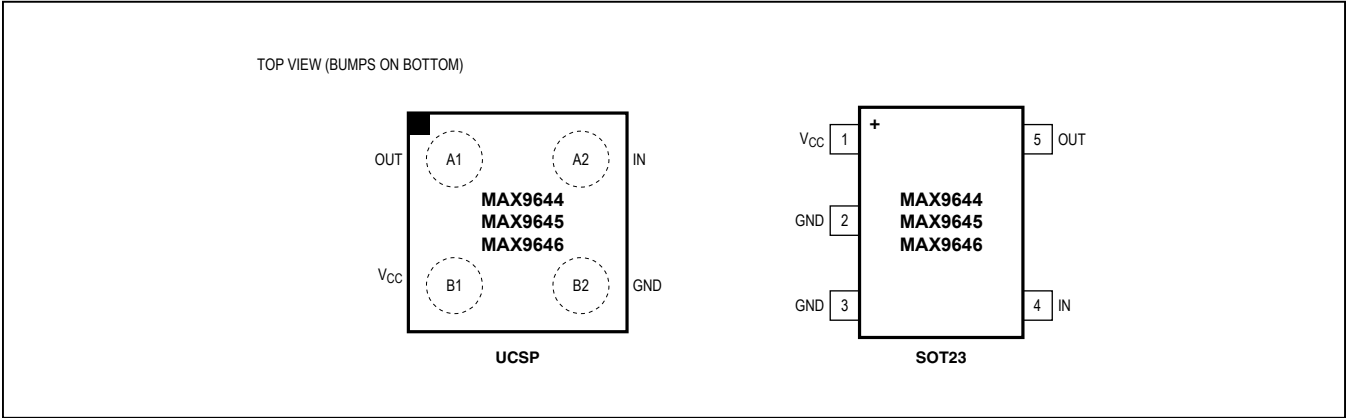 TOP VIEW (BUMPS ON BOTTOM)
OUT A1 A2 IN
MAX9644
MAX9645
MAX9646
VCC B1 B2 GND
UCSP
+
VCC 1 5 OUT
MAX9644
GND 2 MAX9645
MAX9646
GND 3 4 IN
SOT23